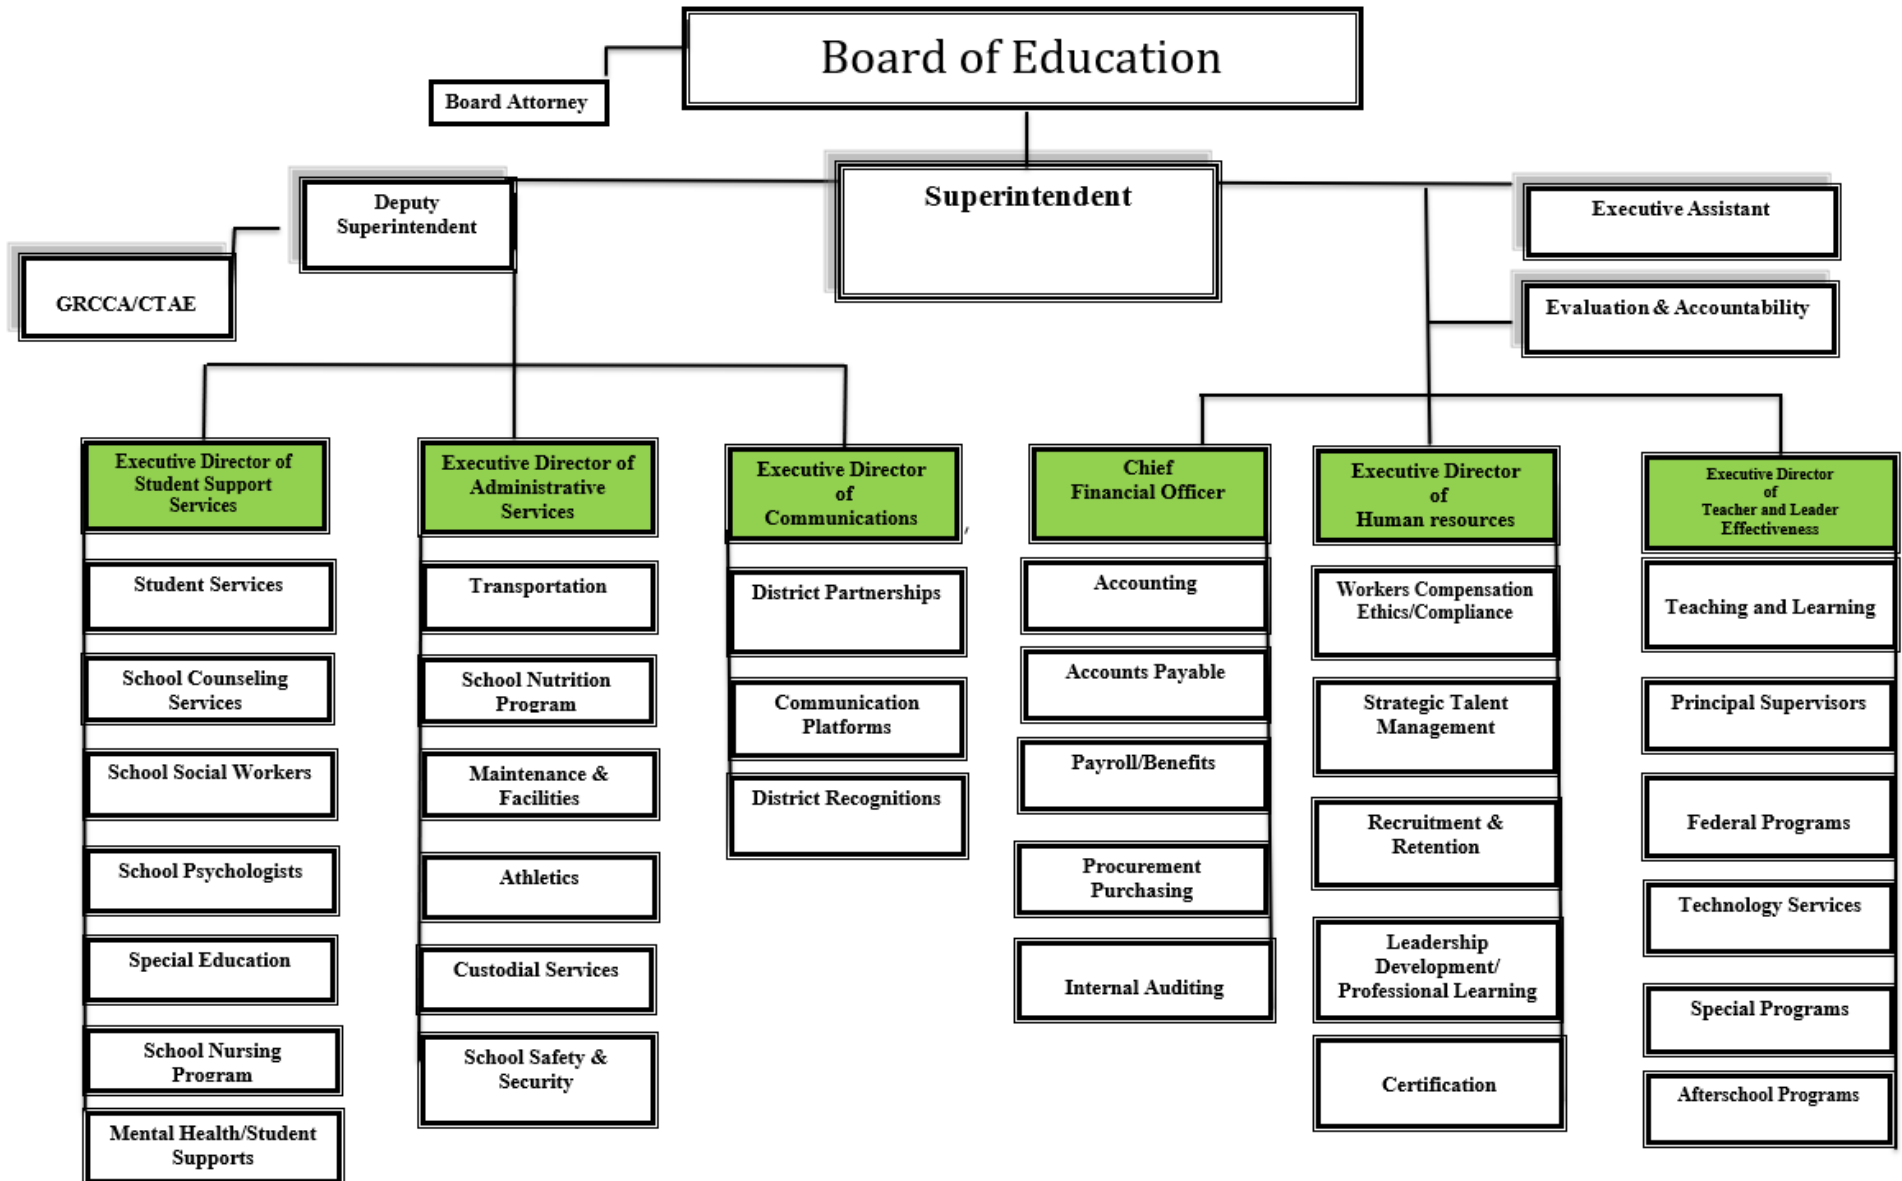 Board of Education
Board Attorney
Superintendent
Deputy
Superintendent
Executive Assistant
GRCCA/CTAE
Evaluation & Accountability
Executive Director of
Student Support
Services
Student Services
School Counseling
Services
School Social Workers
School Psychologists
Special Education
School Nursing
Program
Mental Health/Student
Supports
Executive Director of
Administrative
Services
Transportation
School Nutrition
Program
Maintenance &
Facilities
Athletics
Custodial Services
School Safety &
Security
Executive Director
of
Communications
,
District Partnerships
Communication
Platforms
District Recognitions
Chief
Financial Officer
Accounting
Accounts Payable
Payroll/Benefits
Procurement
Purchasing
Internal Auditing
Executive Director
of
Human resources
Workers Compensation
Ethics/Compliance
Strategic Talent
Management
Recruitment &
Retention
Leadership
Development/
Professional Learning
Certification
Executive Director
of
Teacher and Leader
Effectiveness
Teaching and Learning
Principal Supervisors
Federal Programs
Technology Services
Special Programs
Afterschool Programs